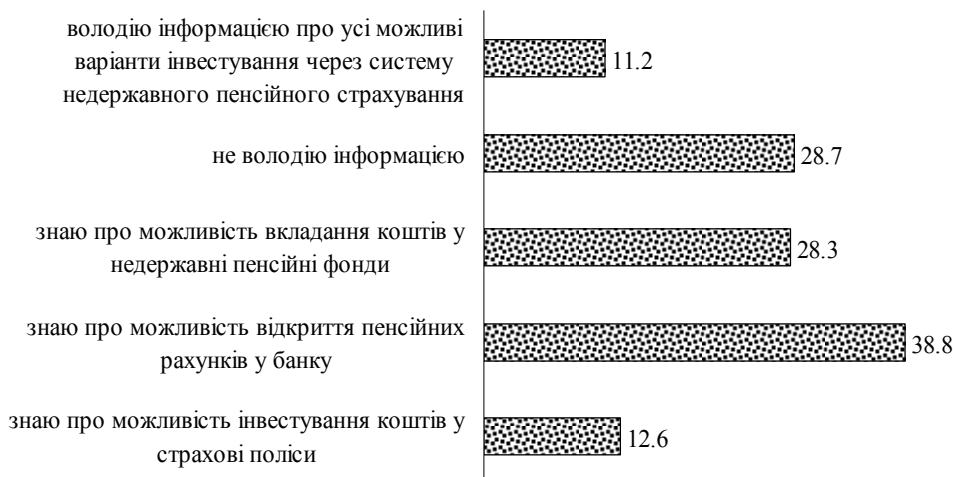 володію інформацією про усі можливі
варіанти інвестування через систему
недержавного пенсійного страхування
11.2
не володію інформацією
28.7
знаю про можливість вкладання коштів у
недержавні пенсійні фонди
28.3
знаю про можливість відкриття пенсійних
рахунків у банку
38.8
знаю про можливість інвестування коштів у
страхові поліси
12.6